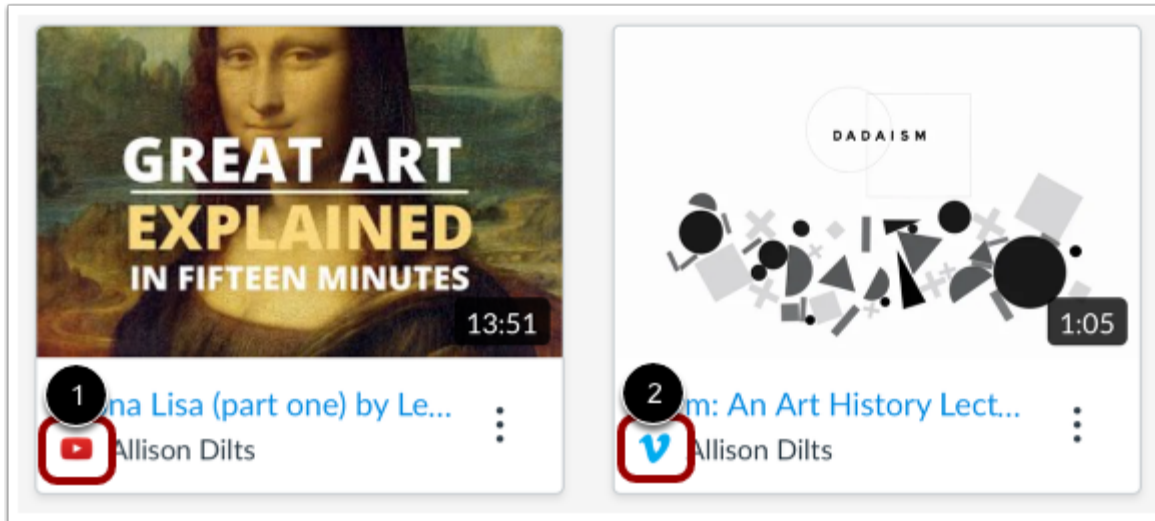 GREAT ART
EXPLAINED
IN FIFTEEN MINUTES
13:51
1
na Lisa (part one) by Le...
Allison Dilts
DADAISM
1:05
2
m: An Art History Lect...
Allison Dilts